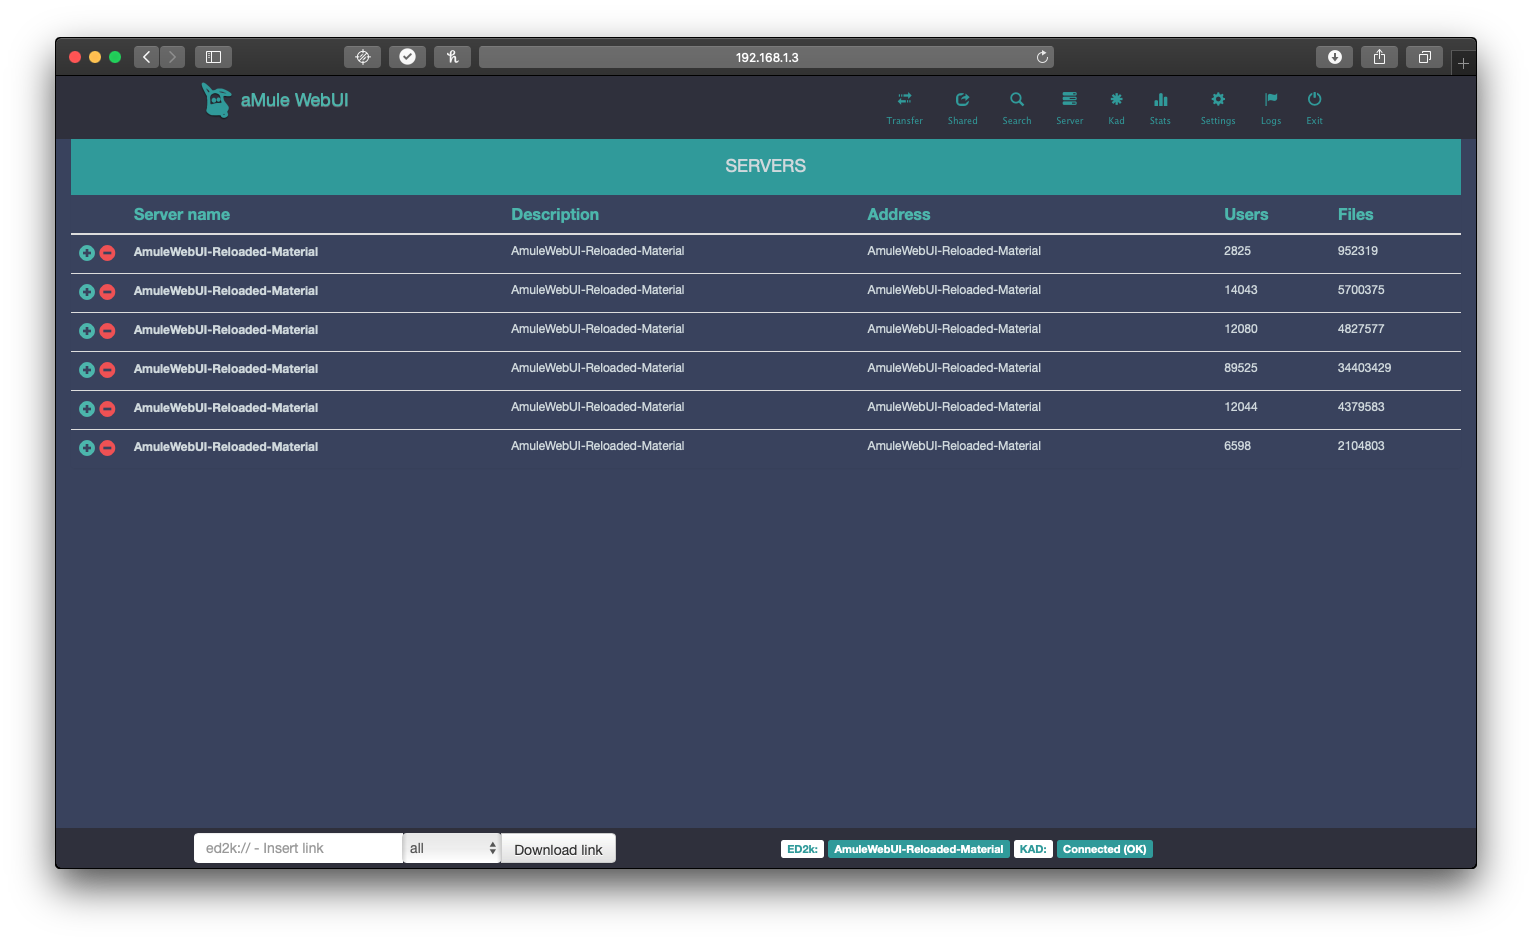 192.168.1.3
aMule WebUI
Transfer Shared Search Server Kad Stats Settings Logs Exit
SERVERS
Server name Description Address Users Files
AmuleWebUI-Reloaded-Material AmuleWebUI-Reloaded-Material AmuleWebUI-Reloaded-Material 2825 952319
AmuleWebUI-Reloaded-Material AmuleWebUI-Reloaded-Material AmuleWebUI-Reloaded-Material 14043 5700375
AmuleWebUI-Reloaded-Material AmuleWebUI-Reloaded-Material AmuleWebUI-Reloaded-Material 12080 4827577
AmuleWebUI-Reloaded-Material AmuleWebUI-Reloaded-Material AmuleWebUI-Reloaded-Material 89525 34403429
AmuleWebUI-Reloaded-Material AmuleWebUI-Reloaded-Material AmuleWebUI-Reloaded-Material 12044 4379583
AmuleWebUI-Reloaded-Material AmuleWebUI-Reloaded-Material AmuleWebUI-Reloaded-Material 6598 2104803
ed2k:// - Insert link all Download link ED2k: AmuleWebUI-Reloaded-Material KAD: Connected (OK)